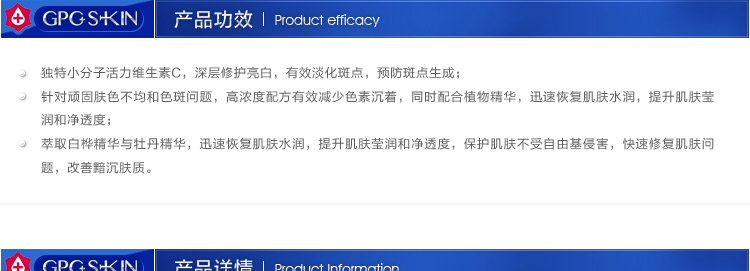 GPC+SKIN 产品功效 | Product efficacy
独特小分子活力维生素C，深层修护亮白，有效淡化斑点，预防斑点生成；
针对顽固肤色不均和色斑问题，高浓度配方有效减少色素沉着，同时配合植物精华，迅速恢复肌肤水润，提升肌肤莹
润和净透度；
萃取白桦精华与牡丹精华，迅速恢复肌肤水润，提升肌肤莹润和净透度，保护肌肤不受自由基侵害，快速修复肌肤问
题，改善黯沉肤质。
GPC+SKIN 产品详情 | Product Information